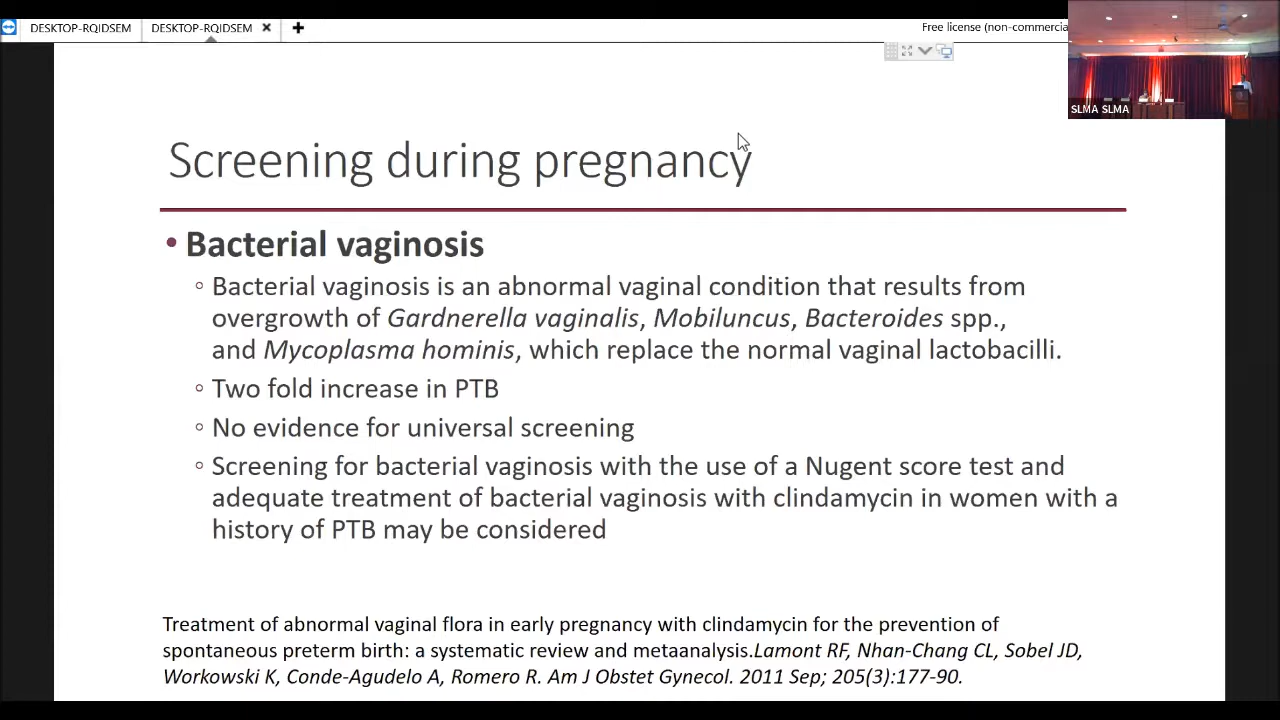 DESKTOP-RQIDSEM DESKTOP-RQIDSEM
Free license (non-commercia
SLMA SLMA
Screening during pregnancy
• Bacterial vaginosis
◦ Bacterial vaginosis is an abnormal vaginal condition that results from
overgrowth of Gardnerella vaginalis, Mobiluncus, Bacteroides spp.,
and Mycoplasma hominis, which replace the normal vaginal lactobacilli.
◦ Two fold increase in PTB
◦ No evidence for universal screening
◦ Screening for bacterial vaginosis with the use of a Nugent score test and
adequate treatment of bacterial vaginosis with clindamycin in women with a
history of PTB may be considered
Treatment of abnormal vaginal flora in early pregnancy with clindamycin for the prevention of
spontaneous preterm birth: a systematic review and metaanalysis.Lamont RF, Nhan-Chang CL, Sobel JD,
Workowski K, Conde-Agudelo A, Romero R. Am J Obstet Gynecol. 2011 Sep; 205(3):177-90.